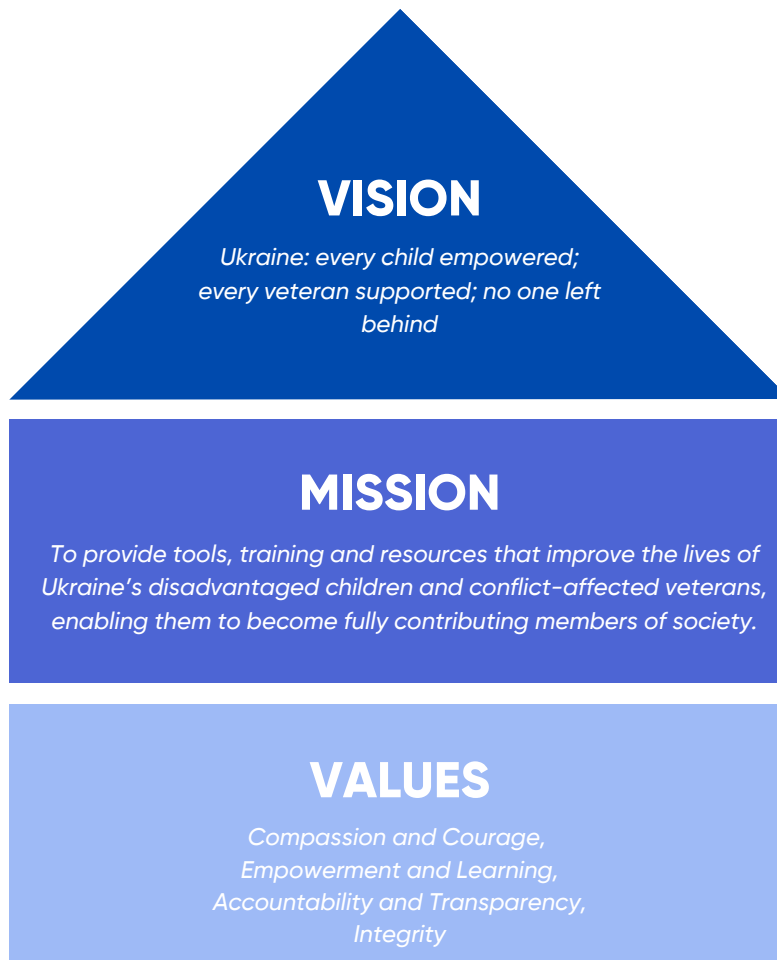 VISION
Ukraine: every child empowered;
every veteran supported; no one left
behind
MISSION
To provide tools, training and resources that improve the lives of
Ukraine’s disadvantaged children and conflict-affected veterans,
enabling them to become fully contributing members of society.
VALUES
Compassion and Courage,
Empowerment and Learning,
Accountability and Transparency,
Integrity